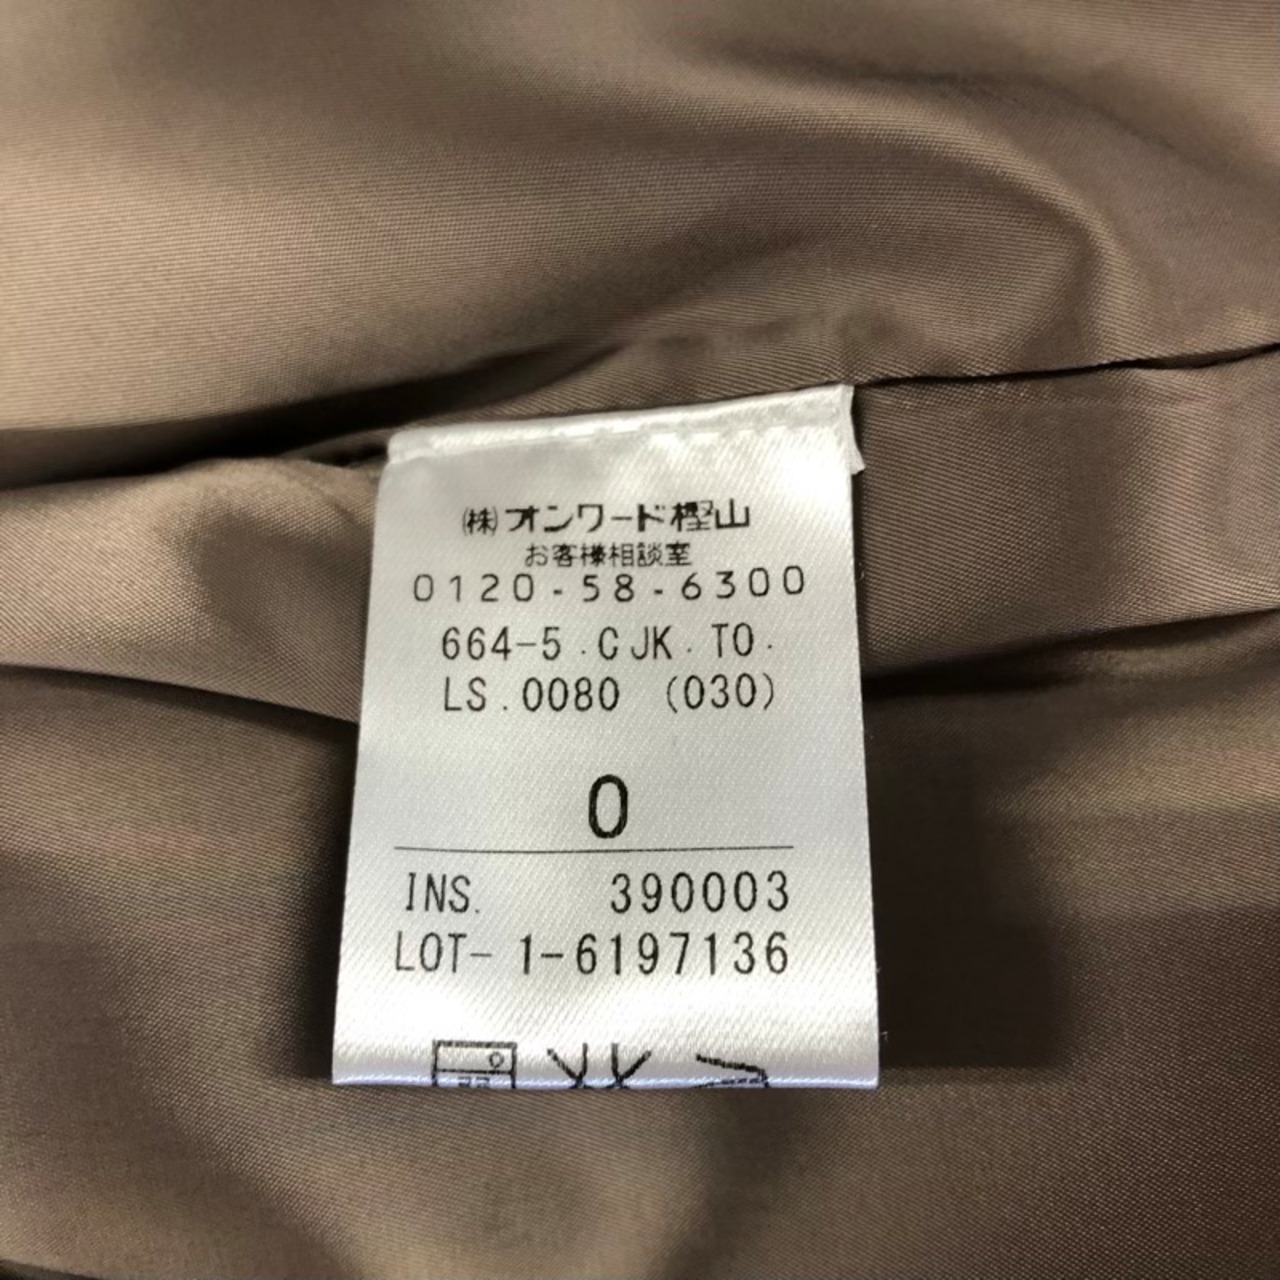 ㈱オンワード樫山
お客様相談室
0120-58-6300
664-5.CJK.TO.
LS.0080 (030)
0
INS. 390003
LOT- 1-6197136